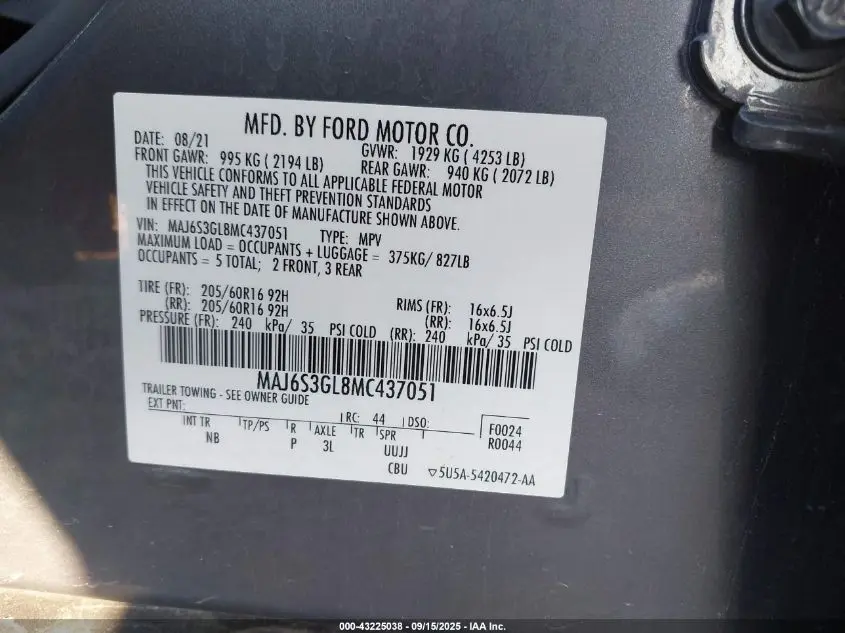 MFD. BY FORD MOTOR CO.
DATE: 08/21 GVWR: 1929 KG ( 4253 LB)
FRONT GAWR: 995 KG ( 2194 LB) REAR GAWR: 940 KG ( 2072 LB)
THIS VEHICLE CONFORMS TO ALL APPLICABLE FEDERAL MOTOR
VEHICLE SAFETY AND THEFT PREVENTION STANDARDS
IN EFFECT ON THE DATE OF MANUFACTURE SHOWN ABOVE.
VIN: MAJ6S3GL8MC437051 TYPE: MPV
MAXIMUM LOAD = OCCUPANTS + LUGGAGE = 375KG/ 827LB
OCCUPANTS = 5 TOTAL; 2 FRONT, 3 REAR
TIRE (FR): 205/60R16 92H RIMS (FR): 16x6.5J
(RR): 205/60R16 92H (RR): 16x6.5J
PRESSURE (FR): 240 kPa/ 35 PSI COLD (RR): 240 kPa/ 35 PSI COLD
MAJ6S3GL8MC437051
TRAILER TOWING - SEE OWNER GUIDE
EXT PNT: RC: 44 DSO: F0024
INT TR TP/PS R AXLE TR SPR R0044
NB P 3L UUJJ
CBU ▽5U5A-5420472-AA
000-43225038 - 09/15/2025 - IAA Inc.